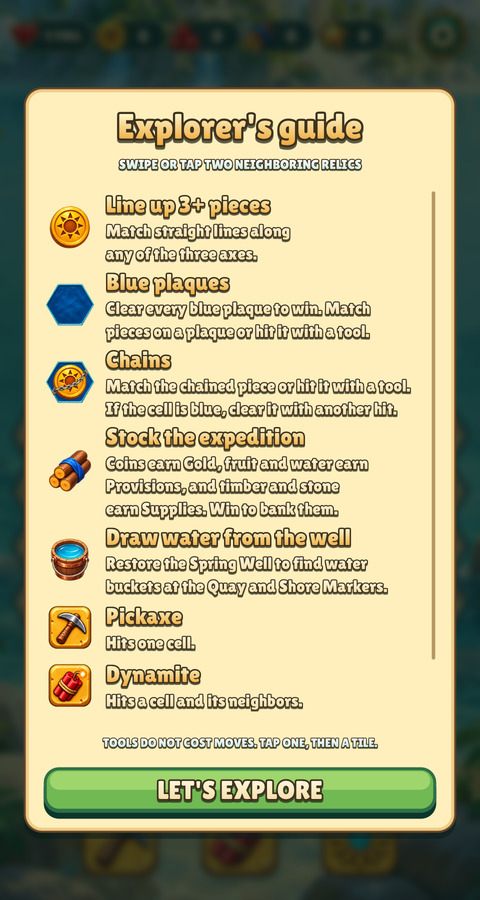 Explorer's guide
SWIPE OR TAP TWO NEIGHBORING RELICS
Line up 3+ pieces
Match straight lines along
any of the three axes.
Blue plaques
Clear every blue plaque to win. Match
pieces on a plaque or hit it with a tool.
Chains
Match the chained piece or hit it with a tool.
If the cell is blue, clear it with another hit.
Stock the expedition
Coins earn Gold, fruit and water earn
Provisions, and timber and stone
earn Supplies. Win to bank them.
Draw water from the well
Restore the Spring Well to find water
buckets at the Quay and Shore Markers.
Pickaxe
Hits one cell.
Dynamite
Hits a cell and its neighbors.
TOOLS DO NOT COST MOVES. TAP ONE, THEN A TILE.
LET'S EXPLORE